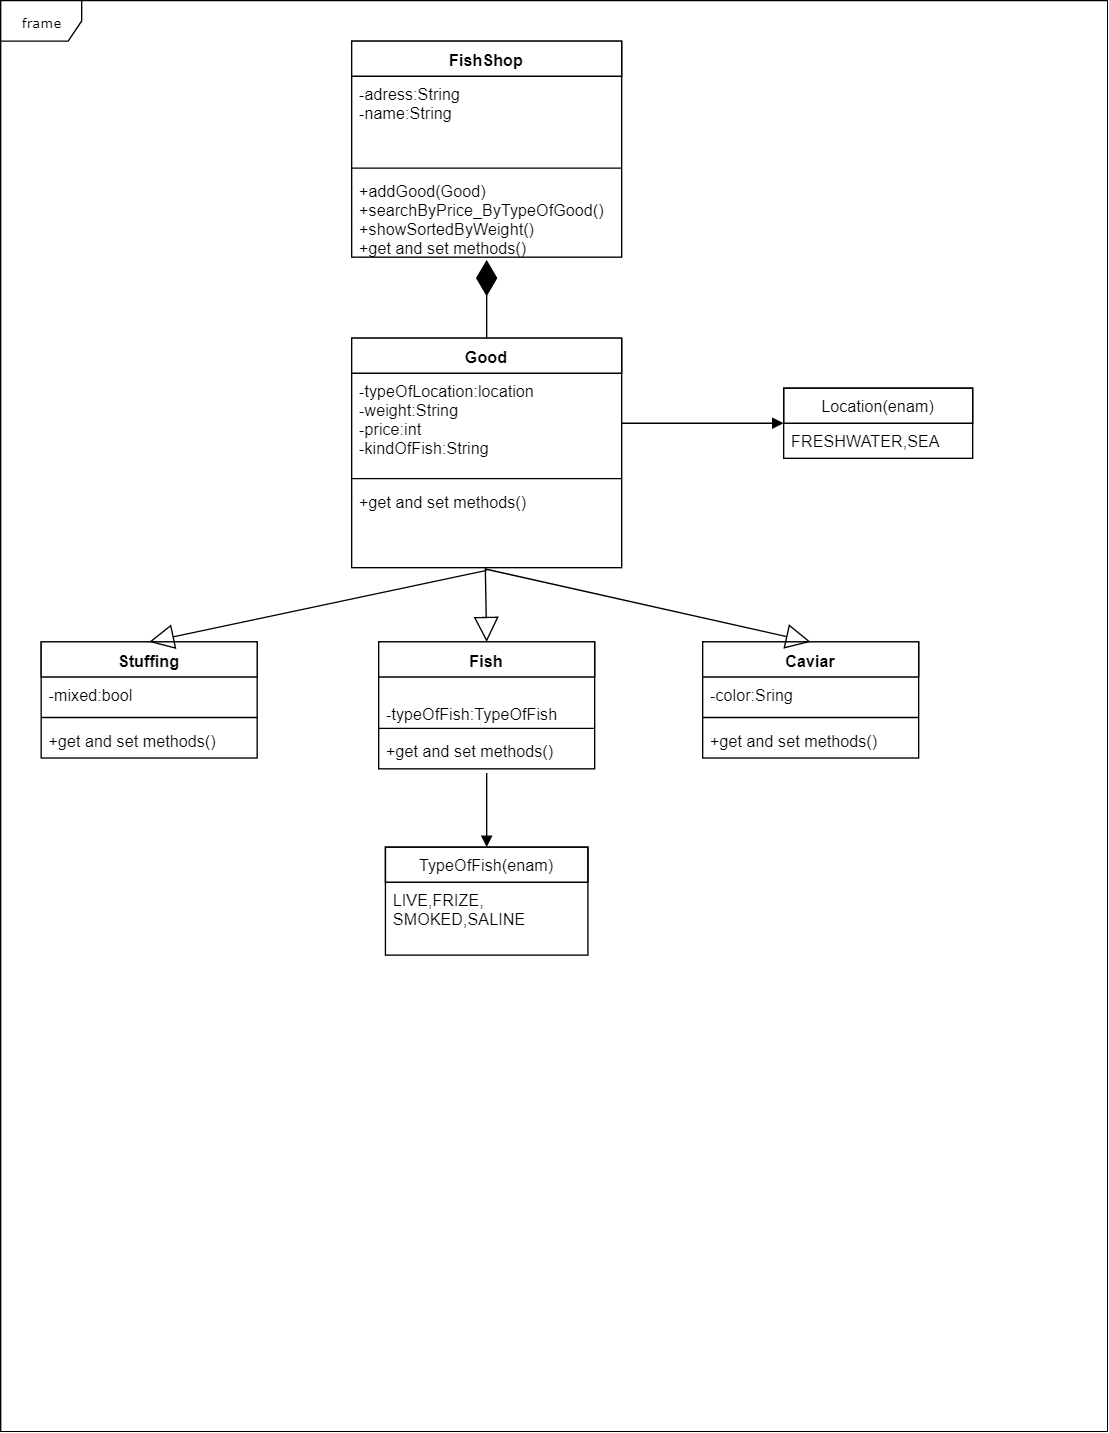 frame
FishShop
-adress:String
-name:String
+addGood(Good)
+searchByPrice_ByTypeOfGood()
+showSortedByWeight()
+get and set methods()
Good
-typeOfLocation:location
-weight:String
-price:int
-kindOfFish:String
+get and set methods()
Location(enam)
FRESHWATER,SEA
Stuffing
-mixed:bool
+get and set methods()
Fish
-typeOfFish:TypeOfFish
+get and set methods()
Caviar
-color:Sring
+get and set methods()
TypeOfFish(enam)
LIVE,FRIZE,
SMOKED,SALINE